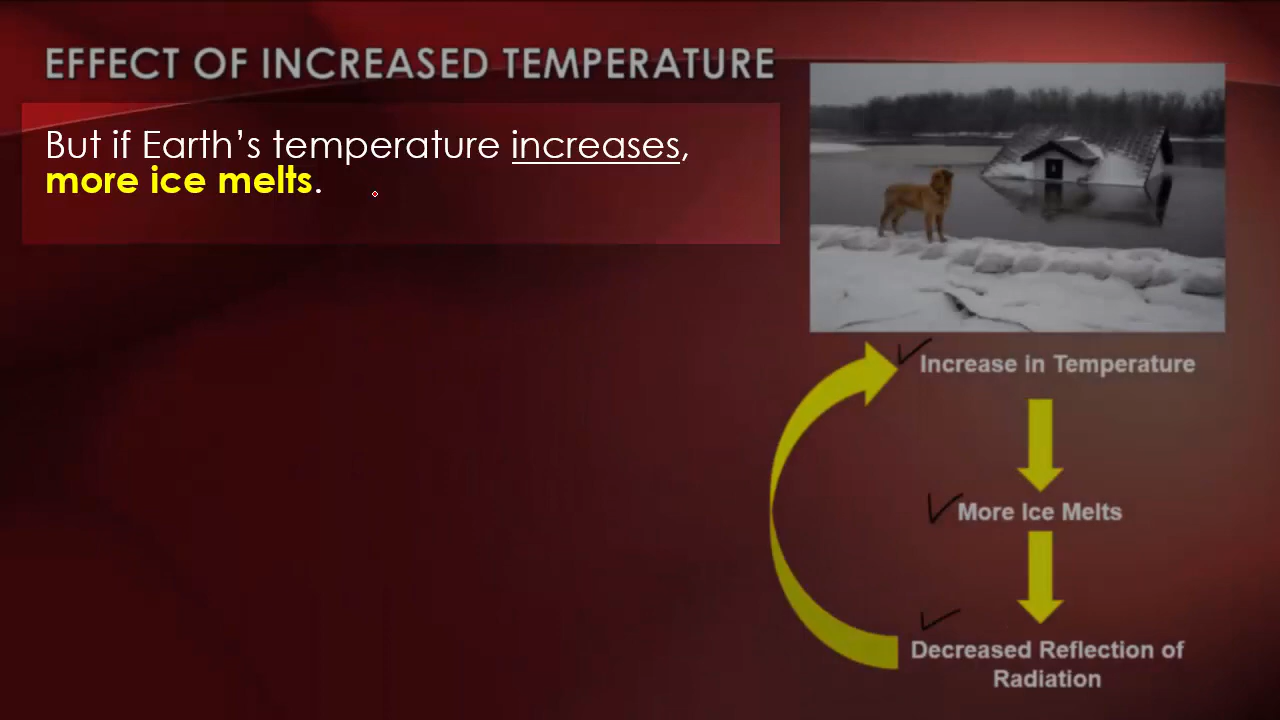 EFFECT OF INCREASED TEMPERATURE
But if Earth’s temperature increases,
more ice melts.
Increase in Temperature
More Ice Melts
Decreased Reflection of
Radiation